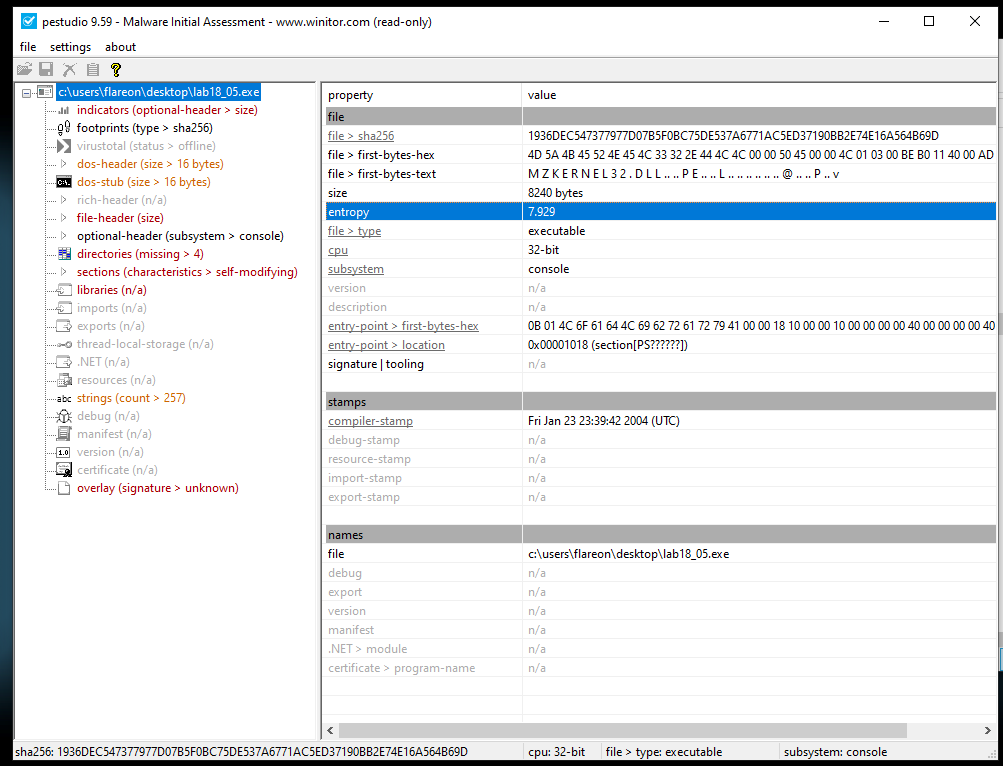 pestudio 9.59 - Malware Initial Assessment - www.winitor.com (read-only)
file settings about
c:\users\flareon\desktop\lab18_05.exe
indicators (optional-header > size)
footprints (type > sha256)
virustotal (status > offline)
dos-header (size > 16 bytes)
dos-stub (size > 16 bytes)
rich-header (n/a)
file-header (size)
optional-header (subsystem > console)
directories (missing > 4)
sections (characteristics > self-modifying)
libraries (n/a)
imports (n/a)
exports (n/a)
thread-local-storage (n/a)
.NET (n/a)
resources (n/a)
abc strings (count > 257)
debug (n/a)
manifest (n/a)
1.0 version (n/a)
certificate (n/a)
overlay (signature > unknown)
property value
file
file > sha256 1936DEC547377977D07B5F0BC75DE537A6771AC5ED37190BB2E74E16A564B69D
file > first-bytes-hex 4D 5A 4B 45 52 4E 45 4C 33 32 2E 44 4C 4C 00 00 50 45 00 00 4C 01 03 00 BE B0 11 40 00 AD
file > first-bytes-text M Z K E R N E L 3 2 . D L L .. .. P E .. .. L .. .. .. .. .. .. @ .. .. P .. v
size 8240 bytes
entropy 7.929
file > type executable
cpu 32-bit
subsystem console
version n/a
description n/a
entry-point > first-bytes-hex 0B 01 4C 6F 61 64 4C 69 62 72 61 72 79 41 00 00 18 10 00 00 10 00 00 00 00 40 00 00 00 00 40
entry-point > location 0x00001018 (section[PS??????])
signature | tooling n/a
stamps
compiler-stamp Fri Jan 23 23:39:42 2004 (UTC)
debug-stamp n/a
resource-stamp n/a
import-stamp n/a
export-stamp n/a
names
file c:\users\flareon\desktop\lab18_05.exe
debug n/a
export n/a
version n/a
manifest n/a
.NET > module n/a
certificate > program-name n/a
sha256: 1936DEC547377977D07B5F0BC75DE537A6771AC5ED37190BB2E74E16A564B69D cpu: 32-bit file > type: executable subsystem: console